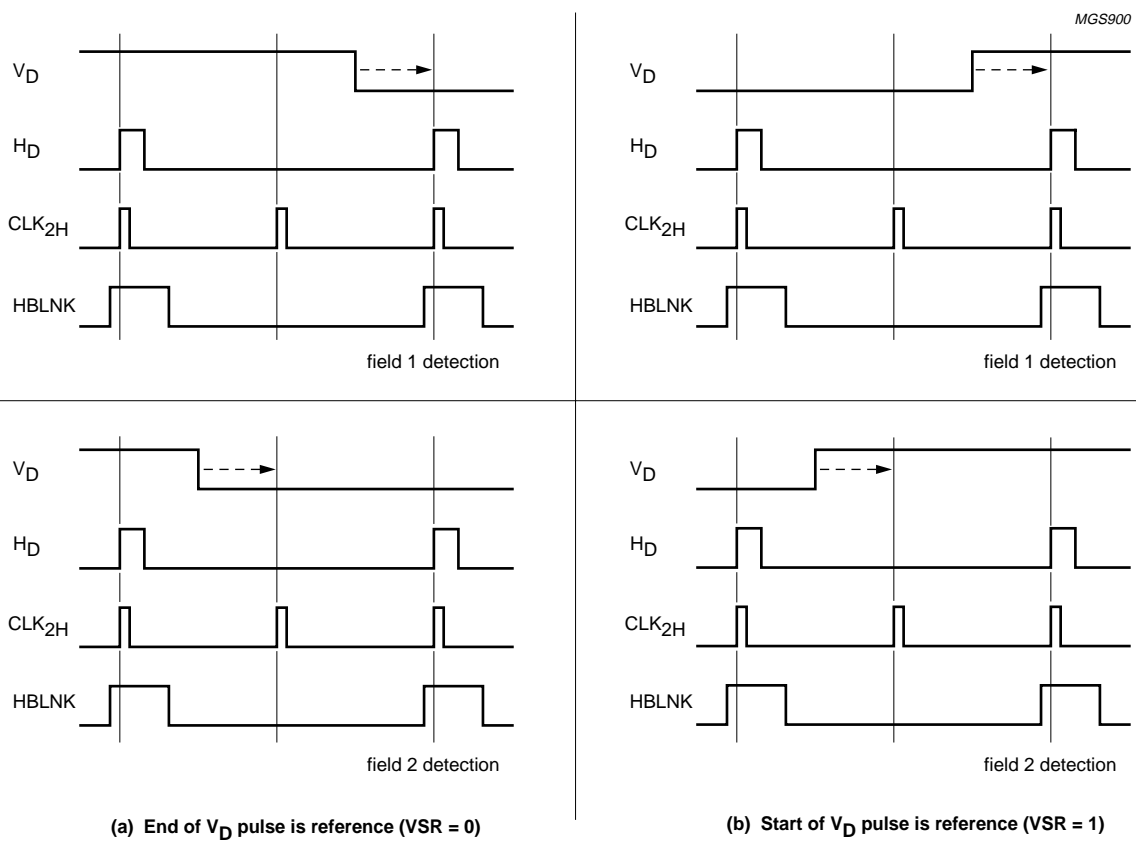 MGS900
VD
HD
CLK2H
HBLNK
field 1 detection
VD
HD
CLK2H
HBLNK
field 1 detection
VD
HD
CLK2H
HBLNK
field 2 detection
VD
HD
CLK2H
HBLNK
field 2 detection
(a) End of VD pulse is reference (VSR = 0)
(b) Start of VD pulse is reference (VSR = 1)